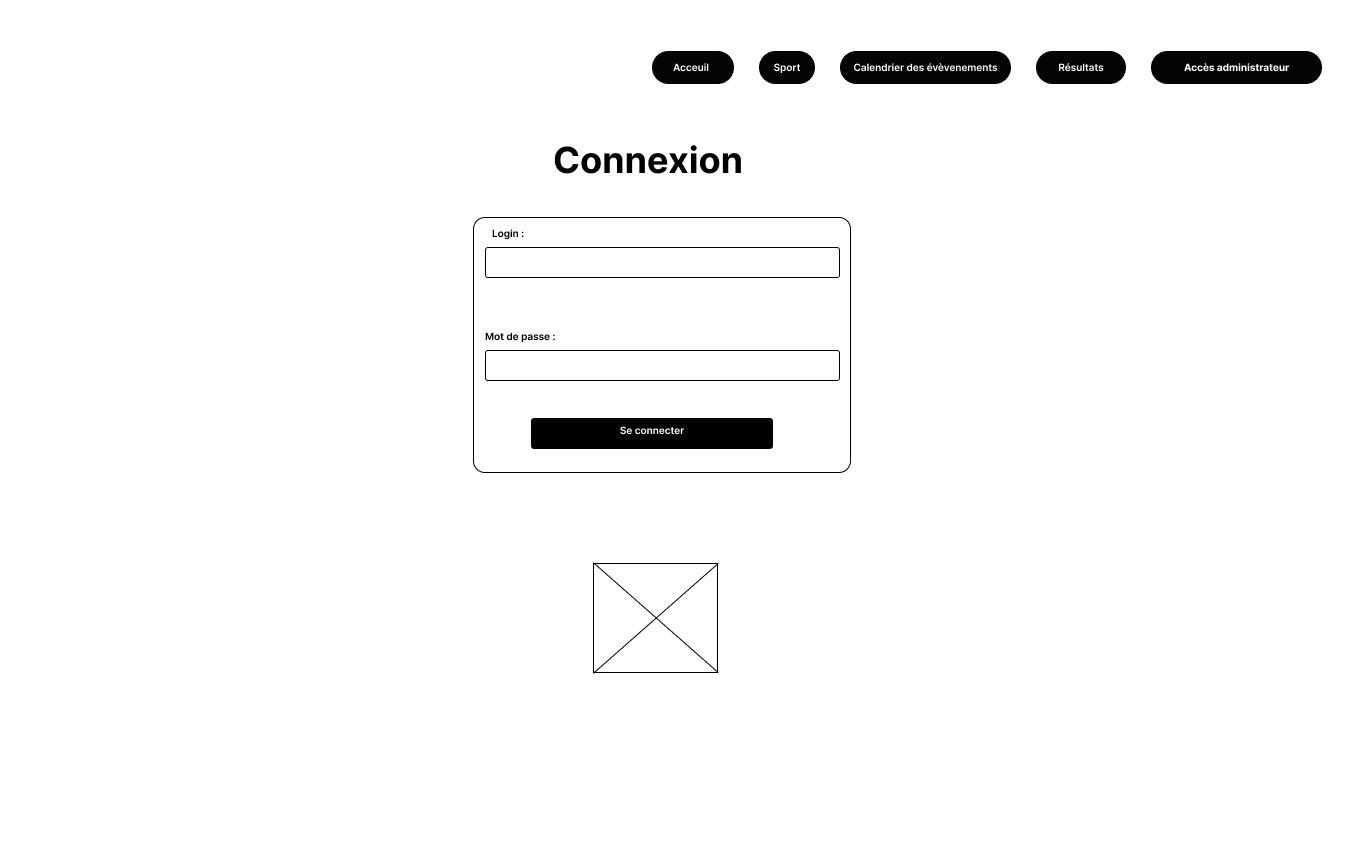 Acceuil
Sport
Calendrier des évèvenements
Résultats
Accès administrateur
Connexion
Login :
Mot de passe :
Se connecter